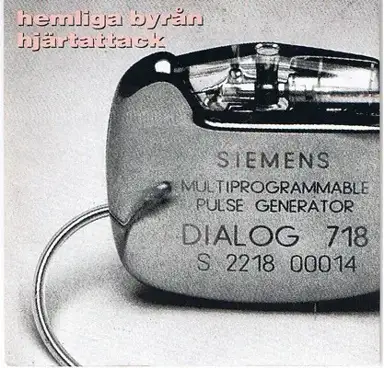 hemliga byrån
hjärtattack
SIEMENS
MULTIPROGRAMMABLE
PULSE GENERATOR
DIALOG 718
S 2218 00014